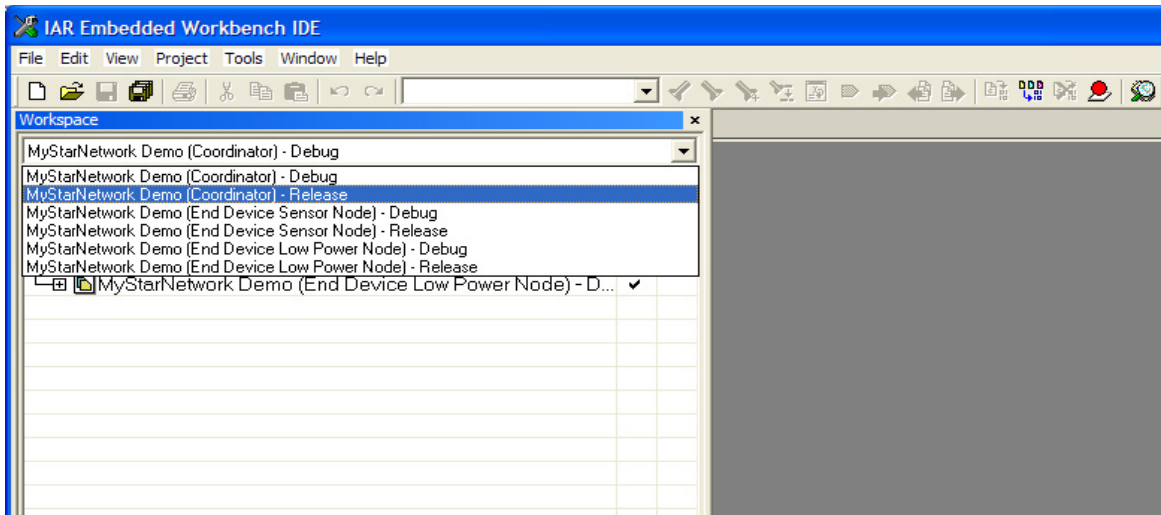 IAR Embedded Workbench IDE
File Edit View Project Tools Window Help
Workspace
MyStarNetwork Demo (Coordinator) - Debug
MyStarNetwork Demo (Coordinator) - Debug
MyStarNetwork Demo (Coordinator) - Release
MyStarNetwork Demo (End Device Sensor Node) - Debug
MyStarNetwork Demo (End Device Sensor Node) - Release
MyStarNetwork Demo (End Device Low Power Node) - Debug
MyStarNetwork Demo (End Device Low Power Node) - Release
MyStarNetwork Demo (End Device Low Power Node) - D...